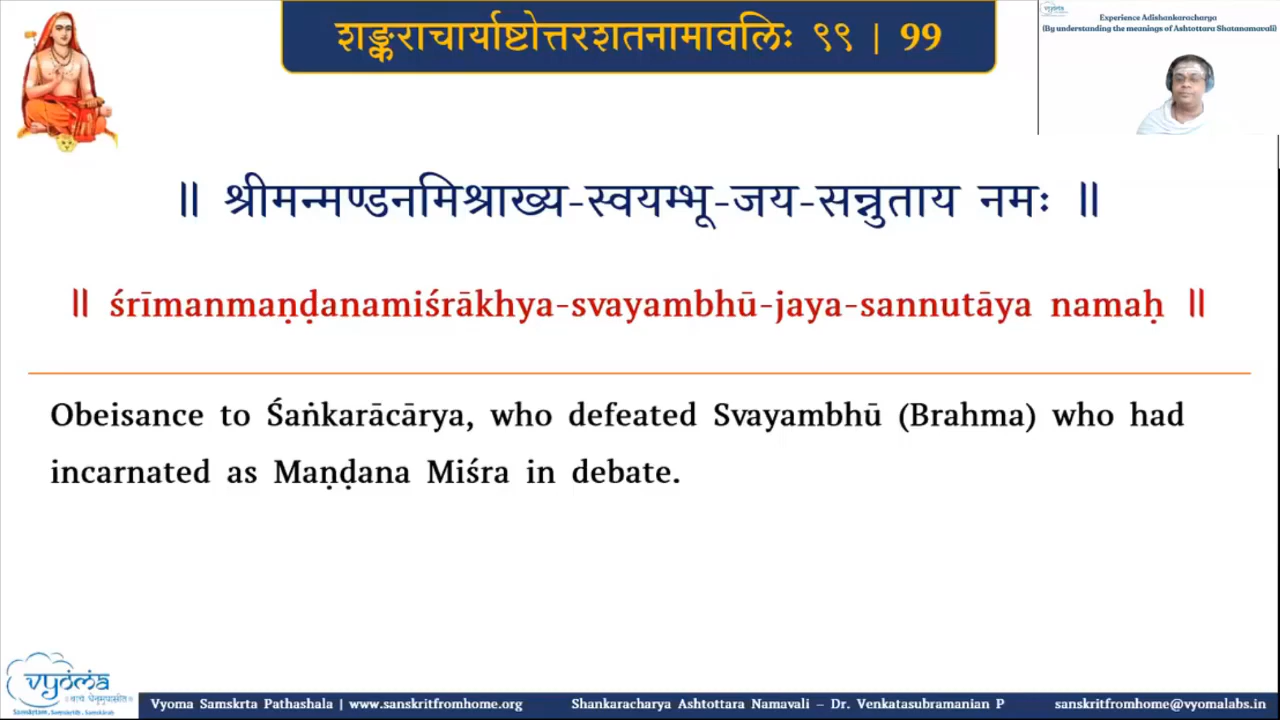 शङ्कराचार्याष्टोत्तरशतनामावलिः ९९ | 99
Experience Adishankaracharya
(By understanding the meanings of Ashtottara Shatanamavali)
॥ श्रीमन्मण्डनमिश्राख्य-स्वयम्भू-जय-सन्नुताय नमः ॥
॥ śrīmanmaṇḍanamiśrākhya-svayambhū-jaya-sannutāya namaḥ ॥
Obeisance to Śaṅkarācārya, who defeated Svayambhū (Brahma) who had
incarnated as Maṇḍana Miśra in debate.
vyoma
Samskrtam, Samskrti, Samskārah
Vyoma Samskrta Pathashala | www.sanskritfromhome.org Shankaracharya Ashtottara Namavali – Dr. Venkatasubramanian P sanskritfromhome@vyomalabs.in